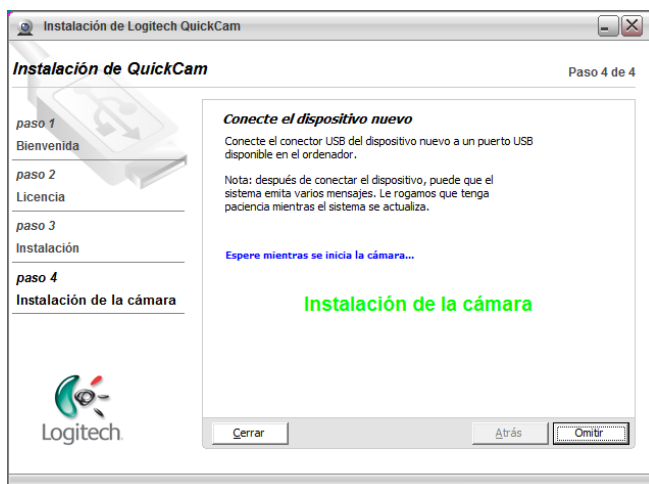 Instalación de Logitech QuickCam
Instalación de QuickCam
Paso 4 de 4
paso 1
Bienvenida
paso 2
Licencia
paso 3
Instalación
paso 4
Instalación de la cámara
Logitech
Conecte el dispositivo nuevo
Conecte el conector USB del dispositivo nuevo a un puerto USB
disponible en el ordenador.
Nota: después de conectar el dispositivo, puede que el
sistema emita varios mensajes. Le rogamos que tenga
paciencia mientras el sistema se actualiza.
Espere mientras se inicia la cámara...
Instalación de la cámara
Cerrar
Atrás
Omitir